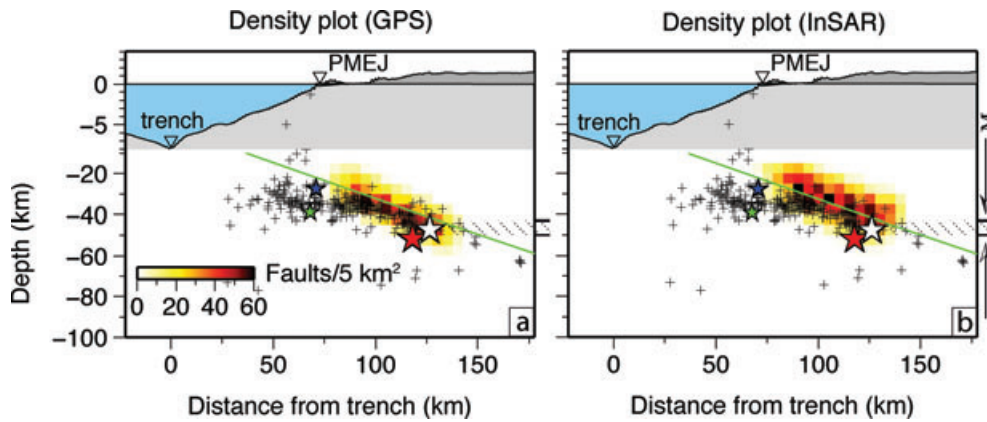 Density plot (GPS)
Density plot (InSAR)
PMEJ
trench
0
−5
−20
−40
−60
−80
−100
Depth (km)
Faults/5 km²
0 20 40 60
a
0 50 100 150
Distance from trench (km)
PMEJ
trench
b
0 50 100 150
Distance from trench (km)